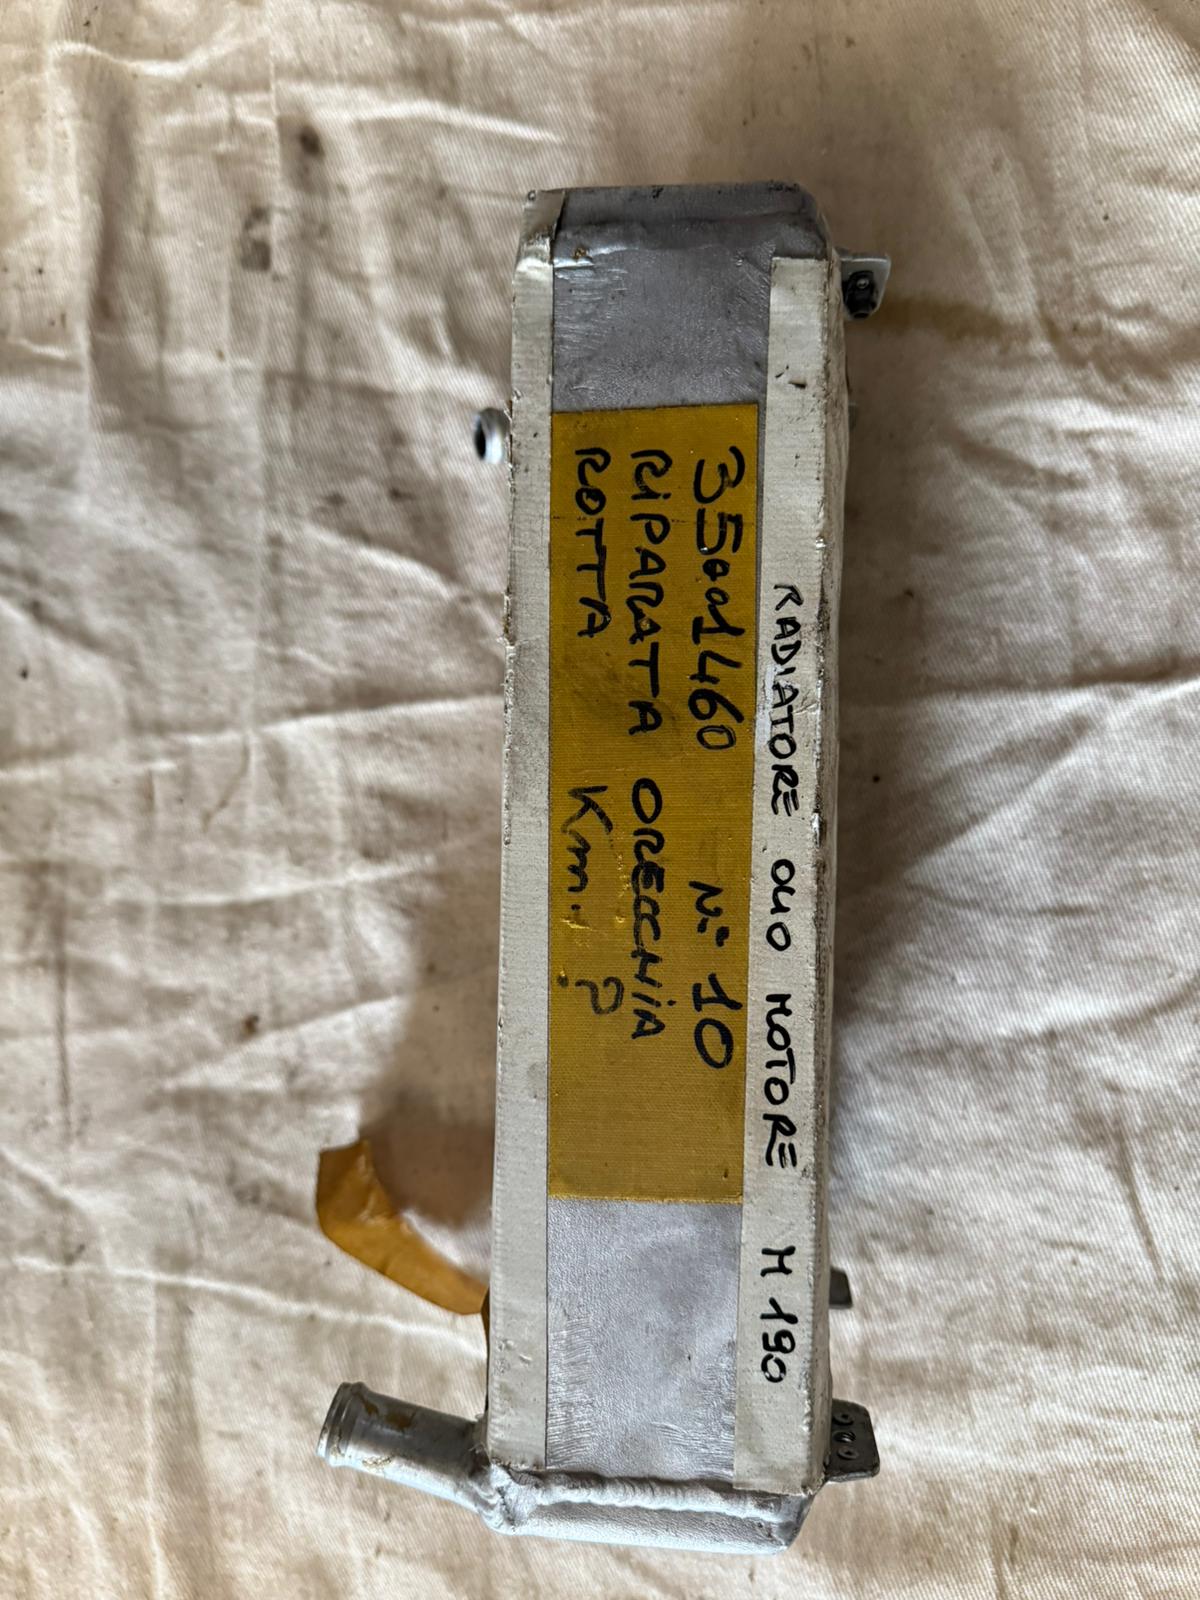 RADIATORE OLIO MOTORE M 190
35001460 N° 10
RIPARATA ORECCHIA
ROTTA Km. ?